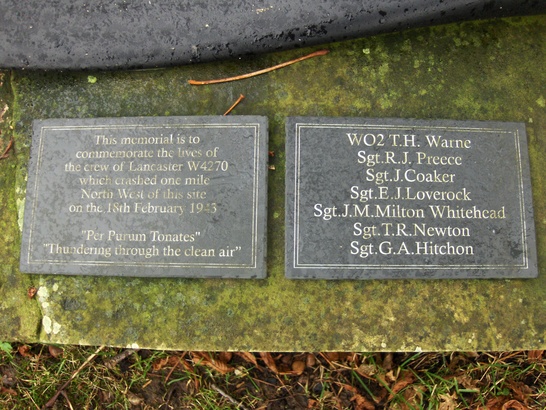 This memorial is to
commemorate the lives of
the crew of Lancaster W4270
which crashed one mile
North West of this site
on the 18th February 1943
"Per Purum Tonates"
"Thundering through the clean air"
WO2 T.H. Warne
Sgt.R.J. Preece
Sgt.J.Coaker
Sgt.E.J.Loverock
Sgt.J.M.Milton Whitehead
Sgt.T.R.Newton
Sgt.G.A.Hitchon